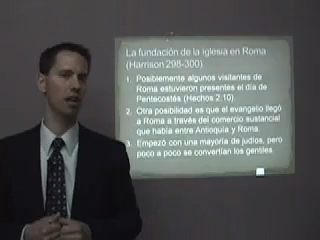 La fundación de la iglesia en Roma
(Harrison 298-300)
1. Posiblemente algunos visitantes de
Roma estuvieron presentes el día de
Pentecostés (Hechos 2:10).
2. Otra posibilidad es que el evangelio llegó
a Roma a través del comercio sustancial
que había entre Antioquía y Roma.
3. Empezó con una mayoría de judíos, pero
poco a poco se convertían los gentiles.